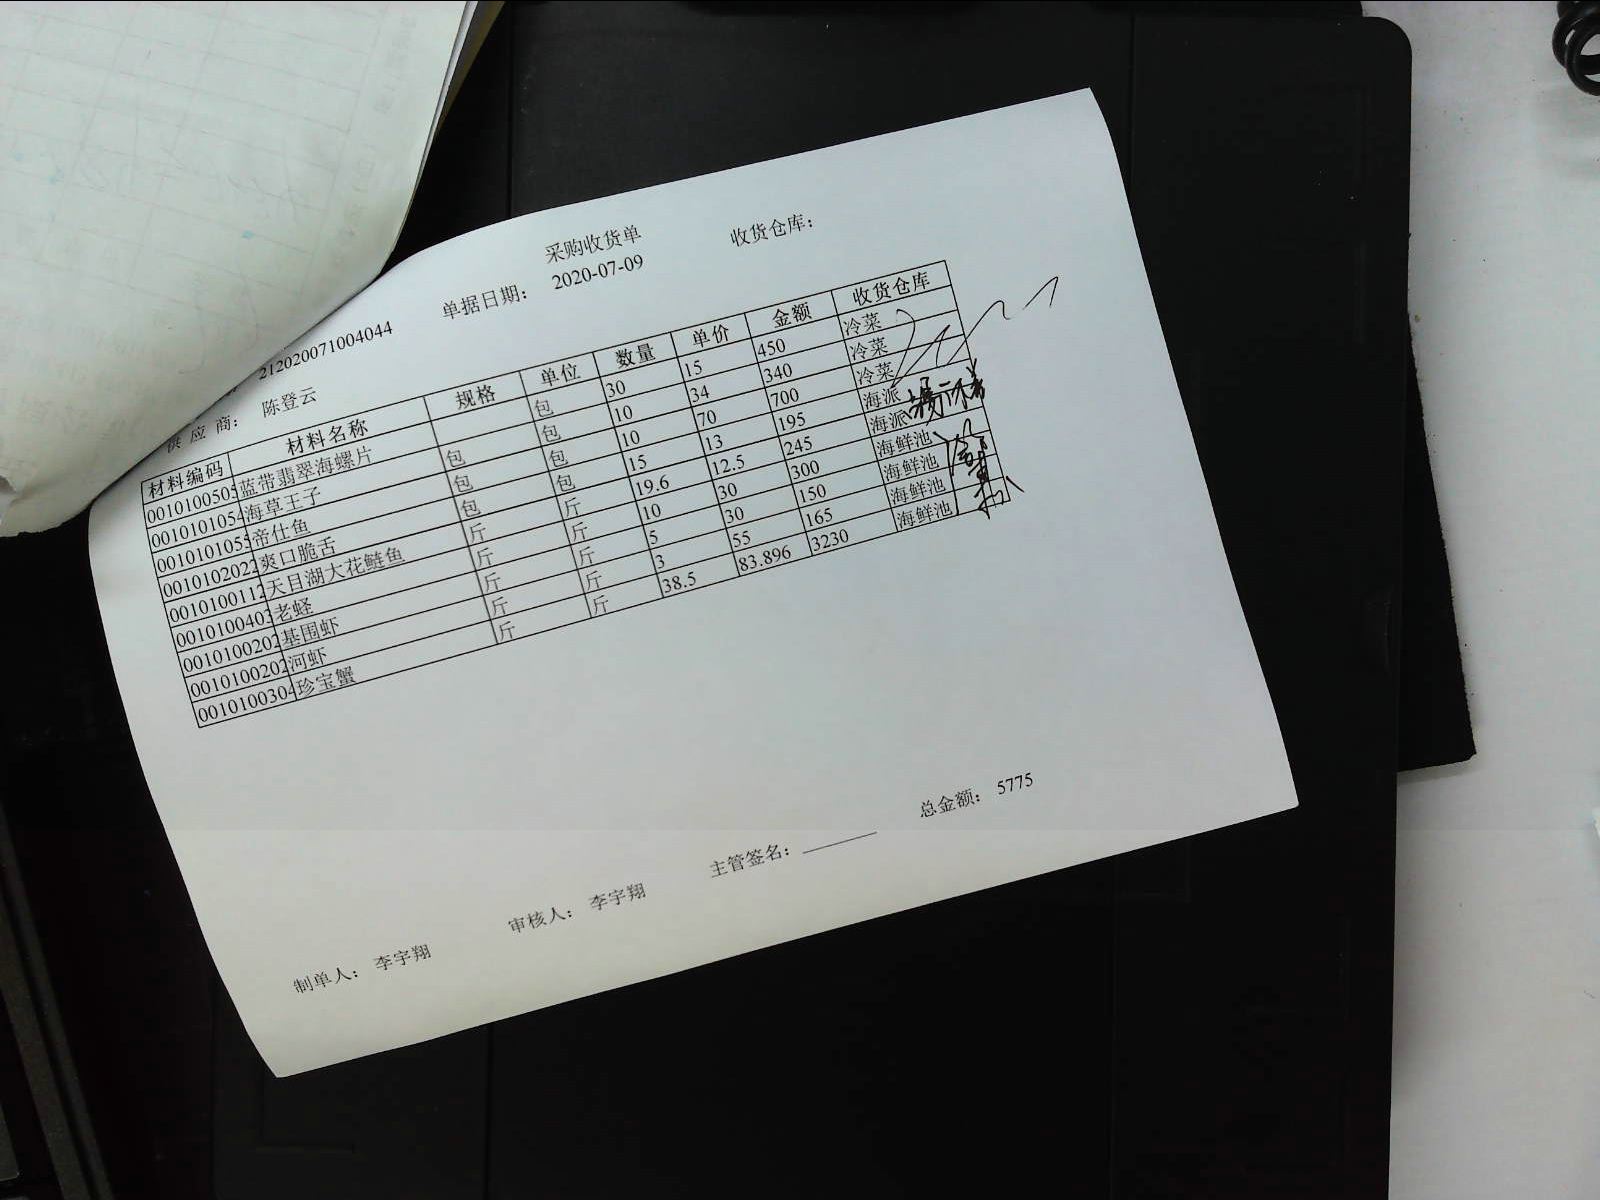 采购收货单
收货仓库：
单据日期： 2020-07-09
212020071004044
供 应 商： 陈登云
材料编码 材料名称 规格 单位 数量 单价 金额 收货仓库
0010100505 蓝带翡翠海螺片 包 30 15 450 冷菜
0010101054 海草王子 包 包 10 34 340 冷菜
0010101055 帝仕鱼 包 包 10 70 700 冷菜
0010102022 爽口脆舌 包 包 15 13 195 海派
0010100112 天目湖大花鲢鱼 斤 斤 19.6 12.5 245 海派
0010100403 老蛏 斤 斤 10 30 300 海鲜池
0010100202 基围虾 斤 斤 5 30 150 海鲜池
0010100202 河虾 斤 斤 3 55 165 海鲜池
0010100304 珍宝蟹 斤 斤 38.5 83.896 3230 海鲜池
总金额： 5775
主管签名：
审核人： 李宇翔
制单人： 李宇翔